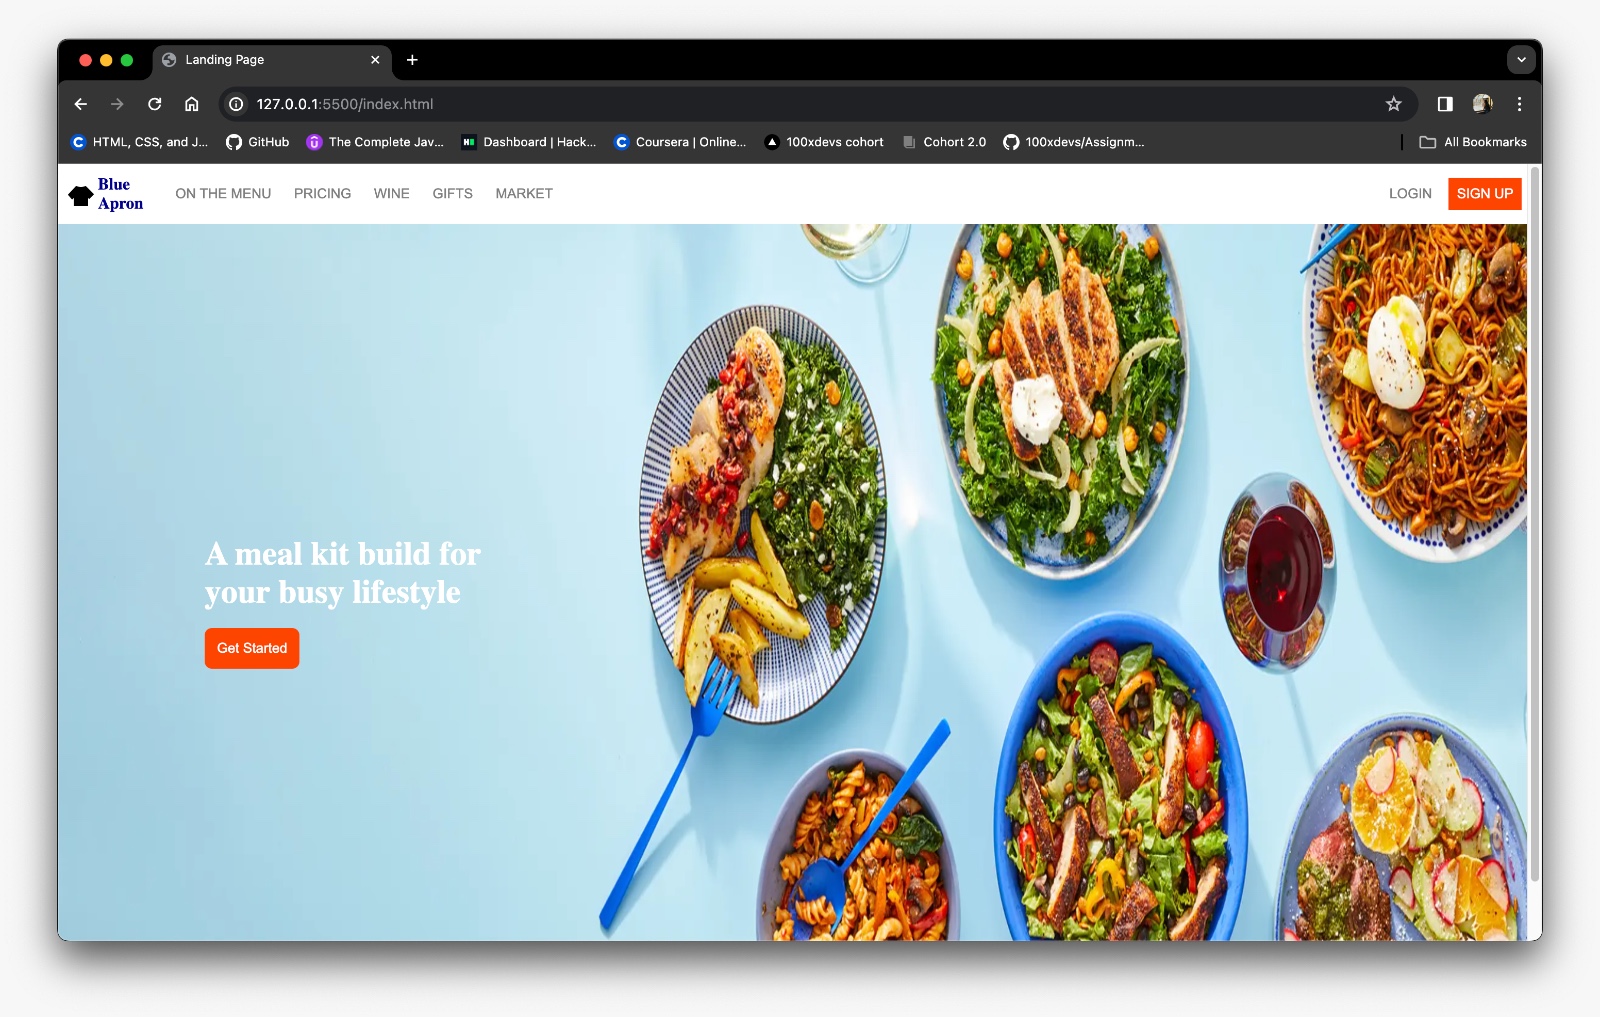 Landing Page
127.0.0.1:5500/index.html
HTML, CSS, and J...
GitHub
The Complete Jav...
Dashboard | Hack...
Coursera | Online...
100xdevs cohort
Cohort 2.0
100xdevs/Assignm...
All Bookmarks
Blue
Apron
ON THE MENU
PRICING
WINE
GIFTS
MARKET
LOGIN
SIGN UP
A meal kit build for
your busy lifestyle
Get Started